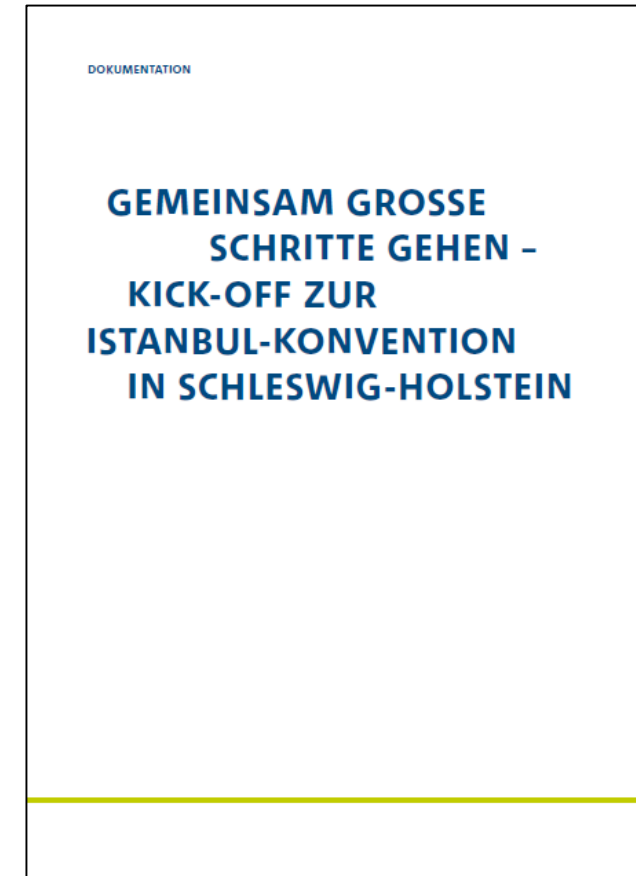 DOKUMENTATION
GEMEINSAM GROSSE
SCHRITTE GEHEN –
KICK-OFF ZUR
ISTANBUL-KONVENTION
IN SCHLESWIG-HOLSTEIN